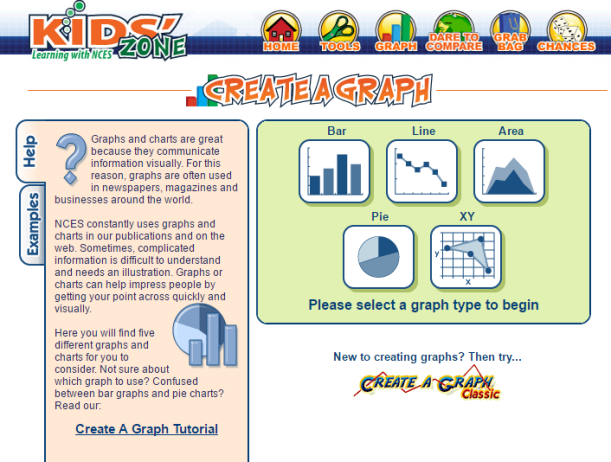 KIDS' ZONE
Learning with NCES
HOME
TOOLS
GRAPH
DARE TO COMPARE
GRAB BAG
CHANCES
CREATE A GRAPH
Help
Examples
?
Graphs and charts are great
because they communicate
information visually. For this
reason, graphs are often used
in newspapers, magazines and
businesses around the world.
NCES constantly uses graphs and
charts in our publications and on the
web. Sometimes, complicated
information is difficult to understand
and needs an illustration. Graphs or
charts can help impress people by
getting your point across quickly and
visually.
Here you will find five
different graphs and
charts for you to
consider. Not sure about
which graph to use? Confused
between bar graphs and pie charts?
Read our:
Create A Graph Tutorial
Bar
Line
Area
Pie
XY
Y
X
Please select a graph type to begin
New to creating graphs? Then try...
CREATE A GRAPH
Classic